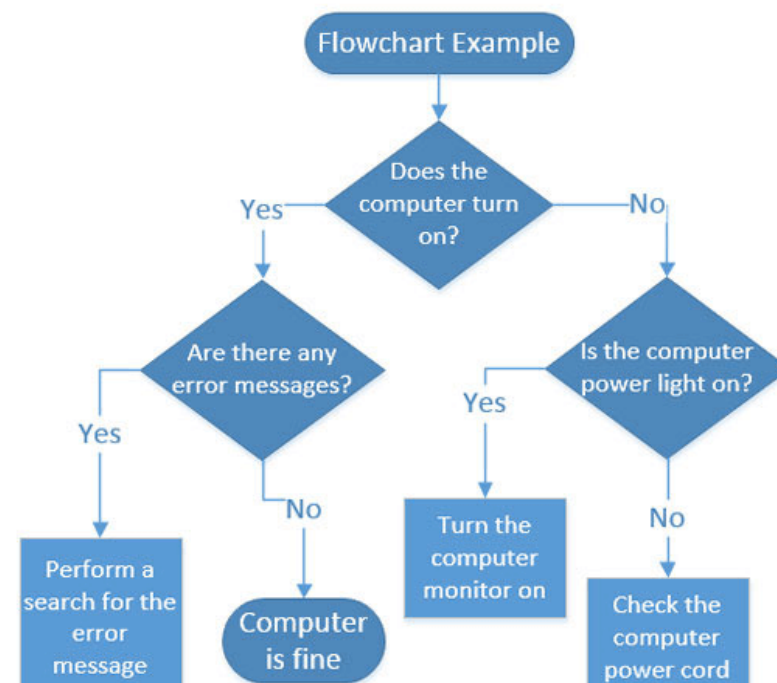 Flowchart Example
Does the
computer turn
on?
Yes
No
Are there any
error messages?
Is the computer
power light on?
Yes
No
Yes
No
Perform a
search for the
error
message
Computer
is fine
Turn the
computer
monitor on
Check the
computer
power cord